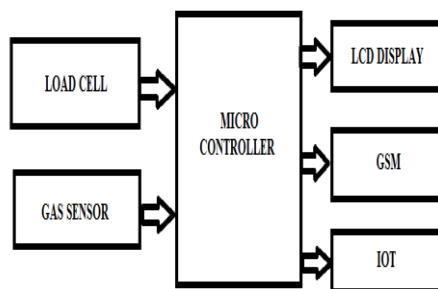 LOAD CELL
GAS SENSOR
MICRO
CONTROLLER
LCD DISPLAY
GSM
IOT